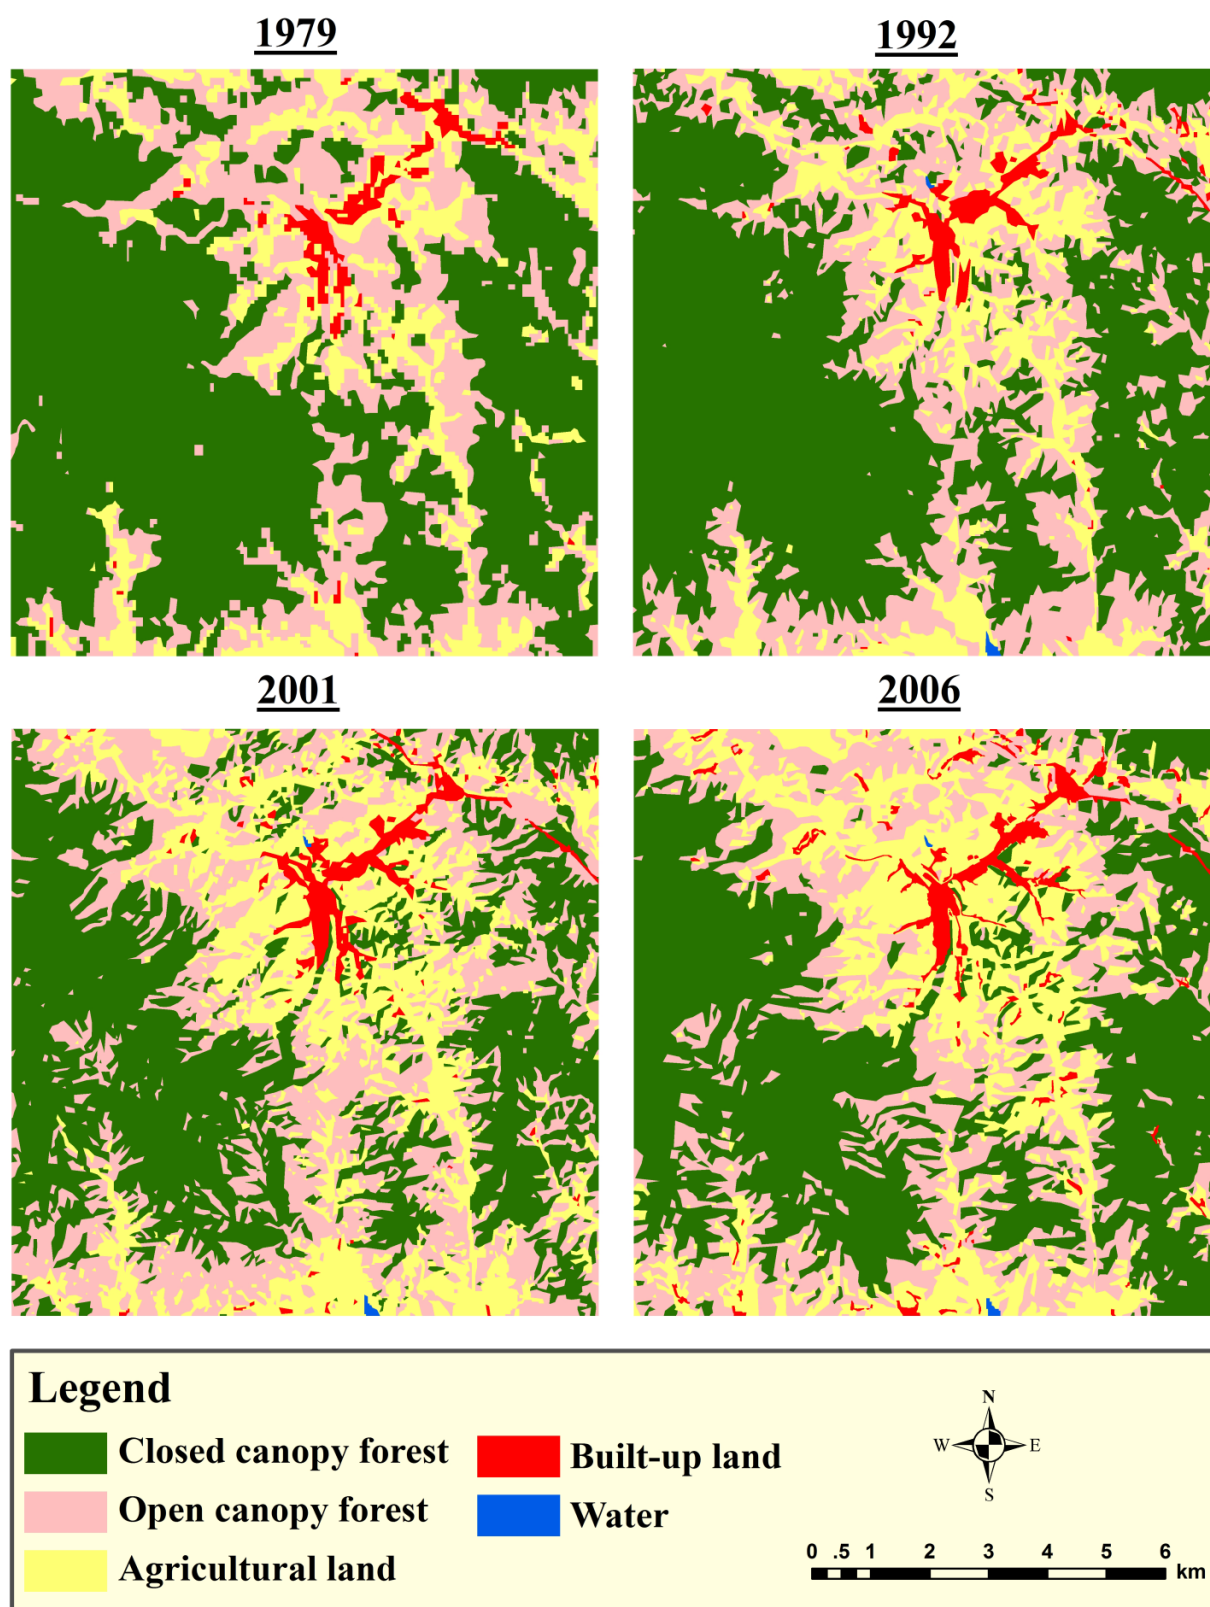 1979
1992
2001
2006
Legend
Closed canopy forest
Open canopy forest
Agricultural land
Built-up land
Water
N
W E
S
0 .5 1 2 3 4 5 6
km